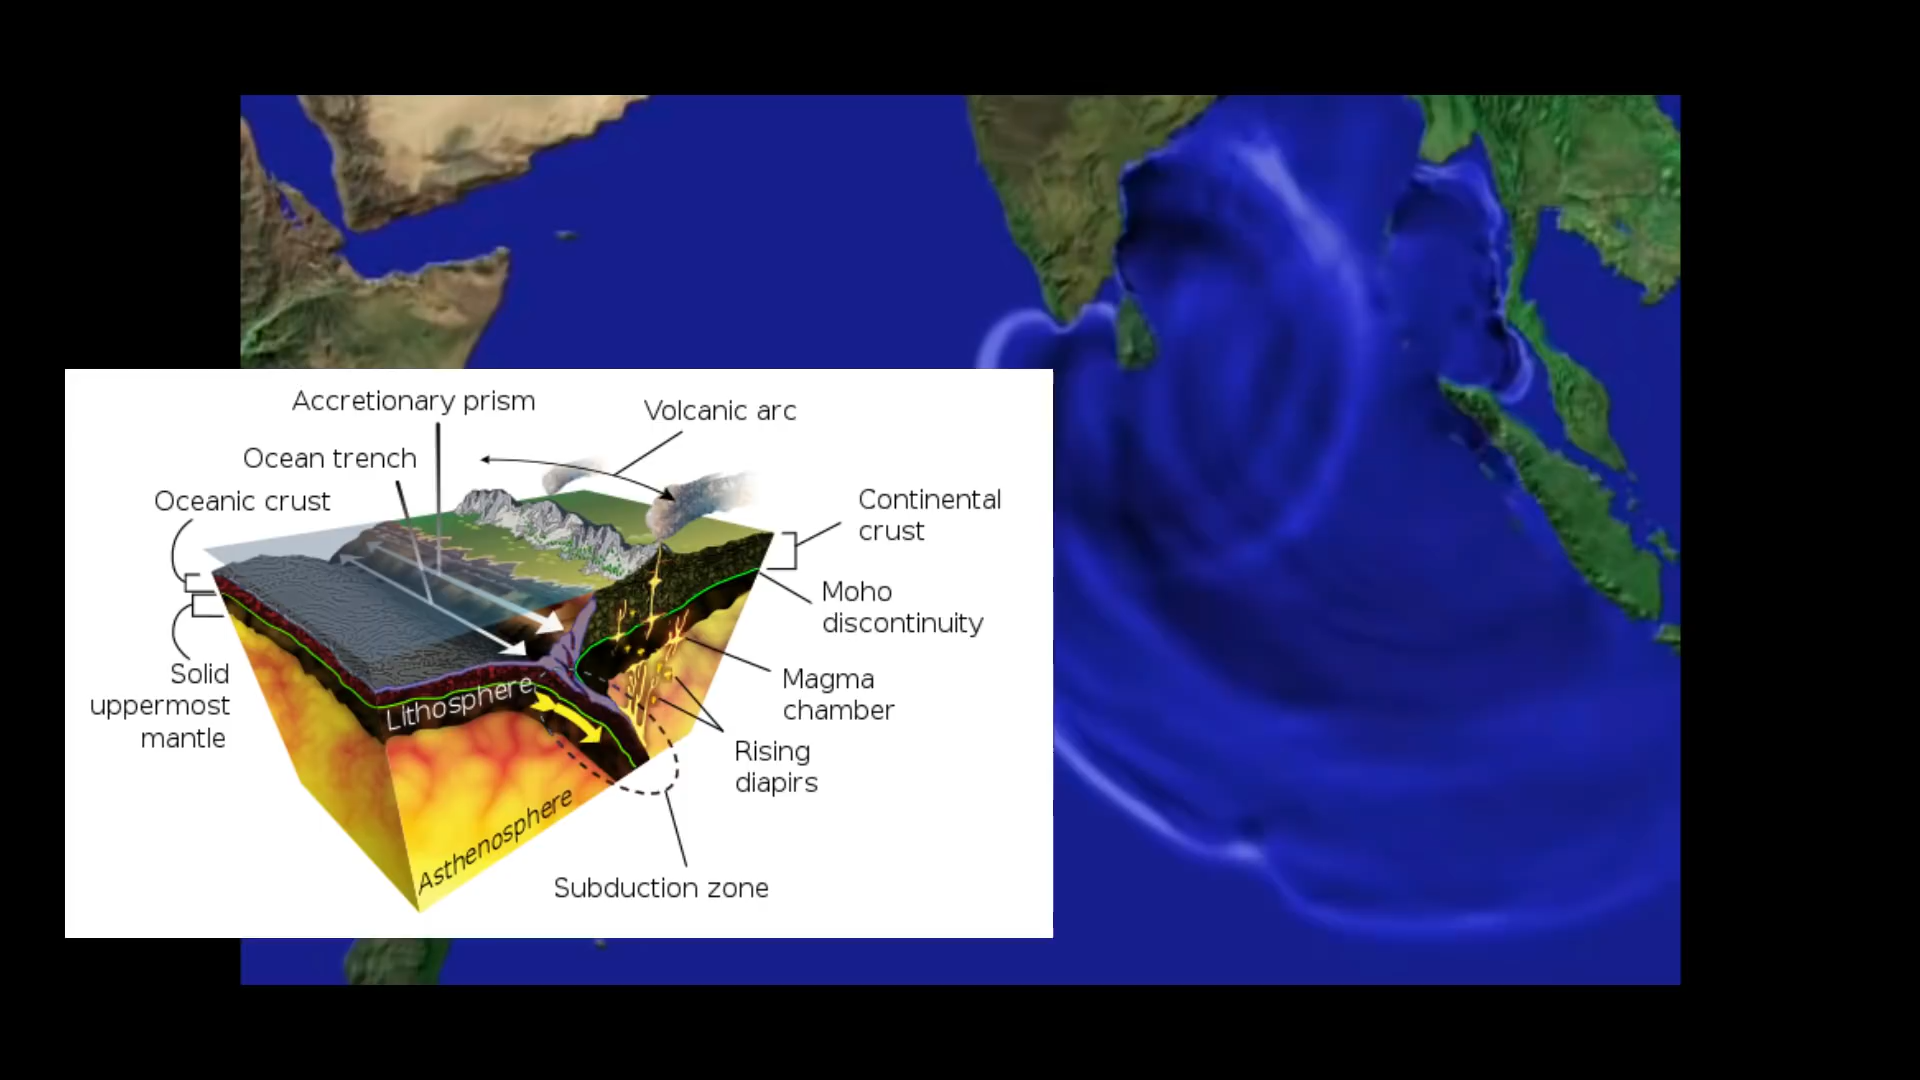 Accretionary prism
Volcanic arc
Ocean trench
Oceanic crust
Continental
crust
Moho
discontinuity
Solid
uppermost
mantle
Lithosphere
Magma
chamber
Rising
diapirs
Asthenosphere
Subduction zone